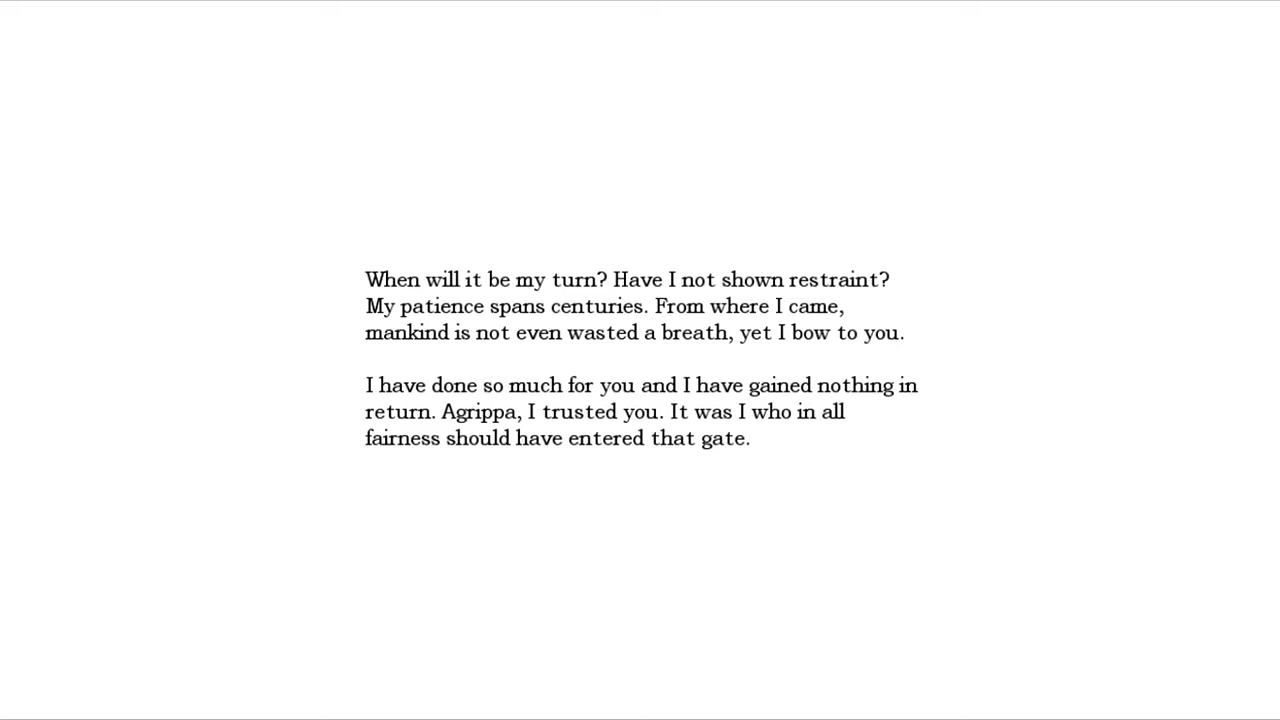 When will it be my turn? Have I not shown restraint?
My patience spans centuries. From where I came,
mankind is not even wasted a breath, yet I bow to you.
I have done so much for you and I have gained nothing in
return. Agrippa, I trusted you. It was I who in all
fairness should have entered that gate.